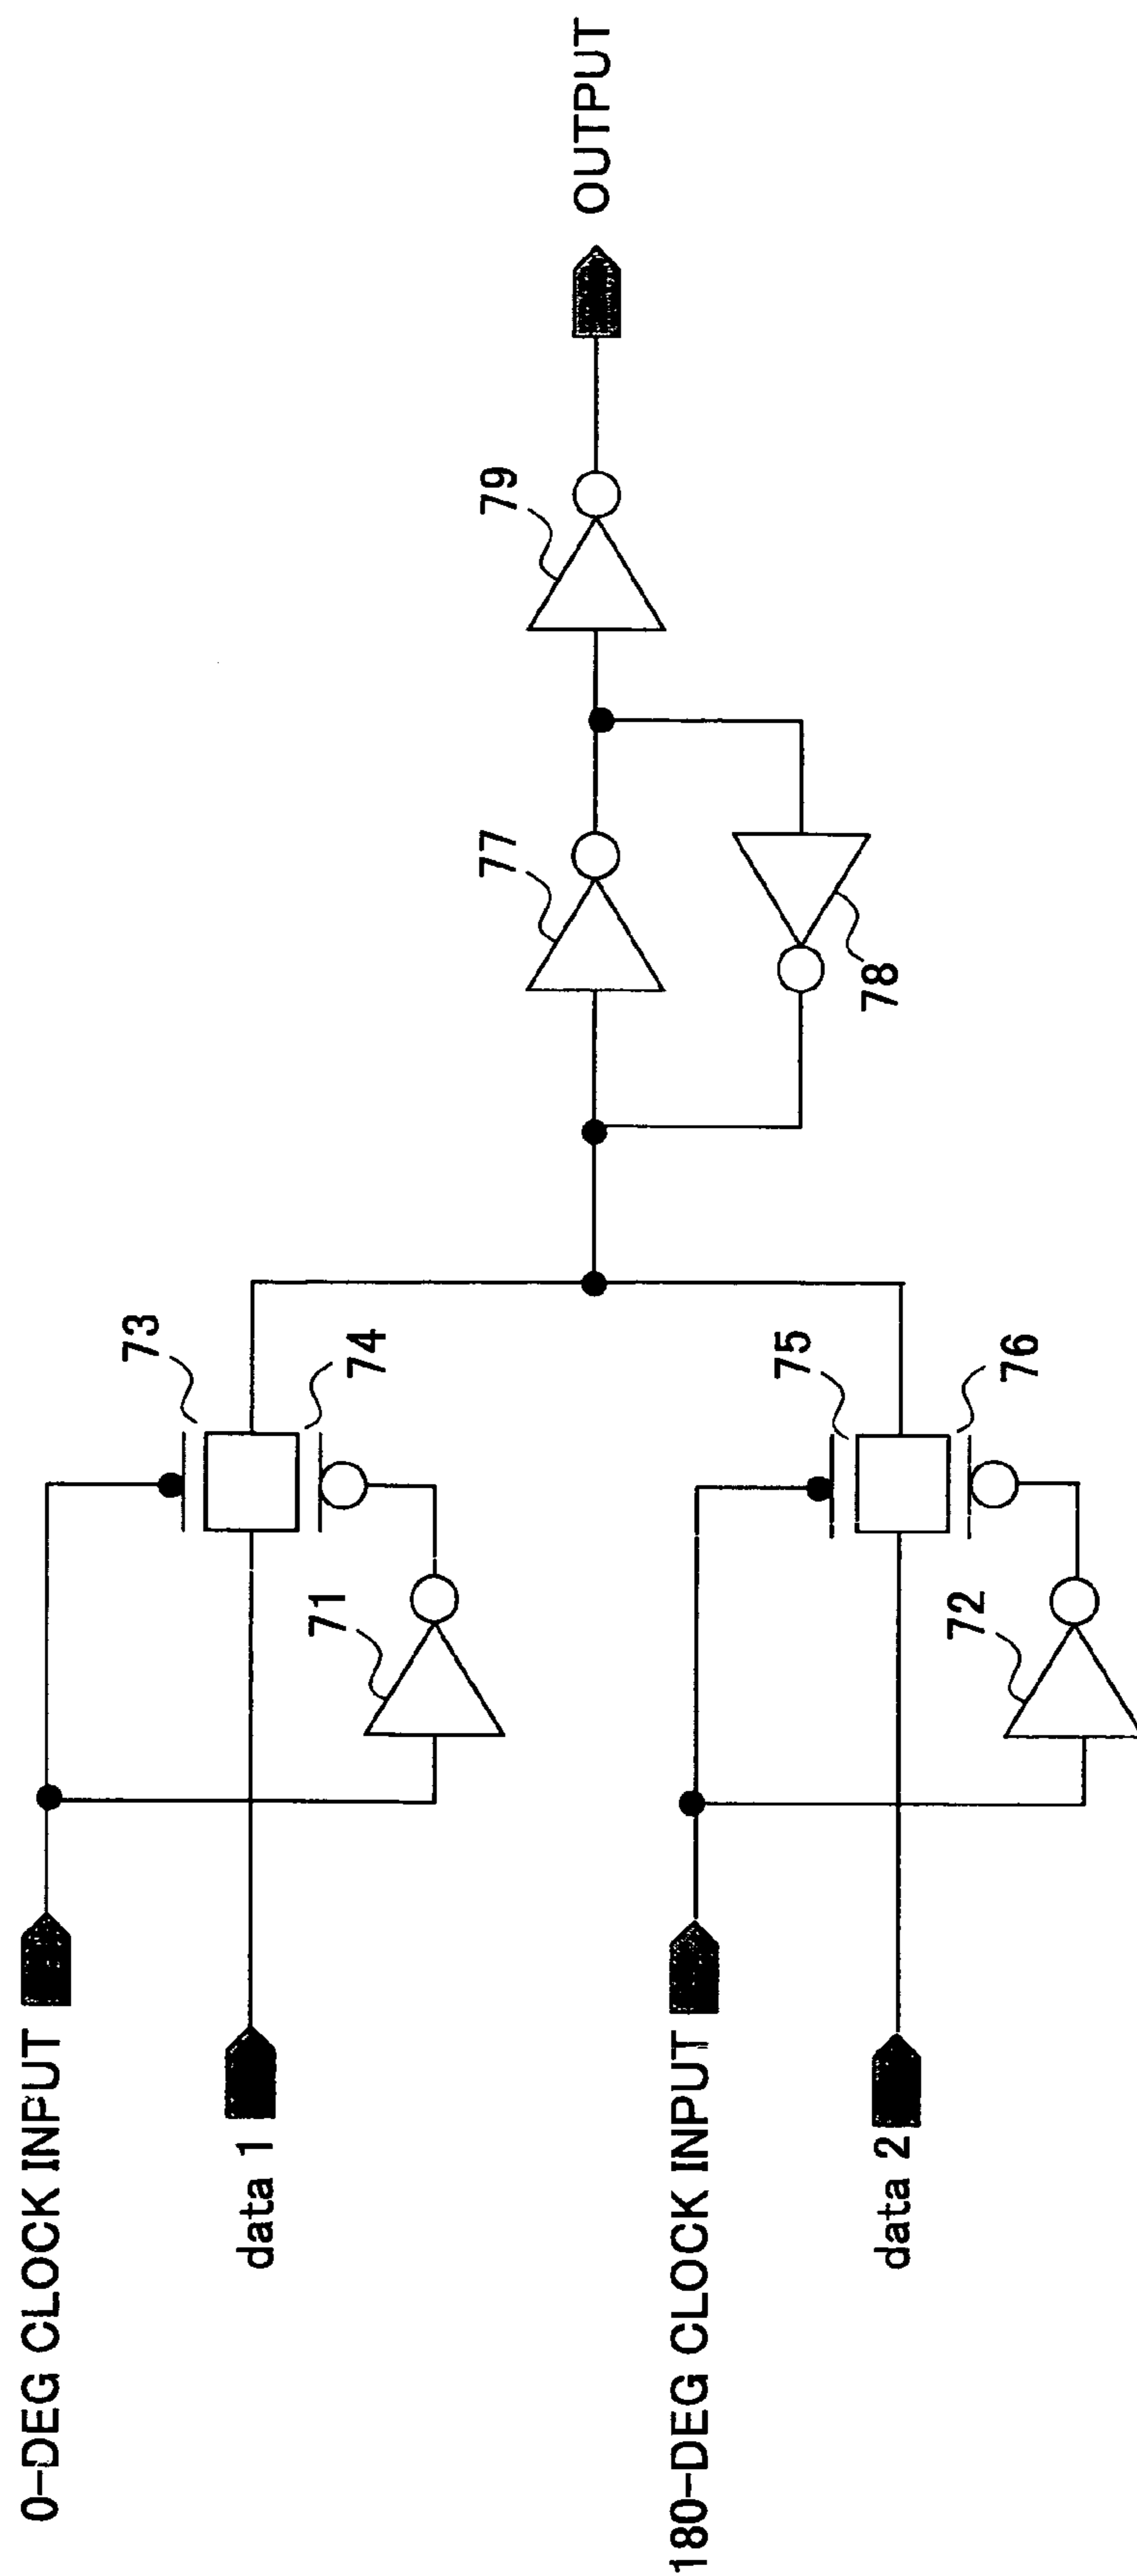 0-DEG CLOCK INPUT
data 1
71
73
74
180-DEG CLOCK INPUT
data 2
72
75
76
77
78
79
OUTPUT